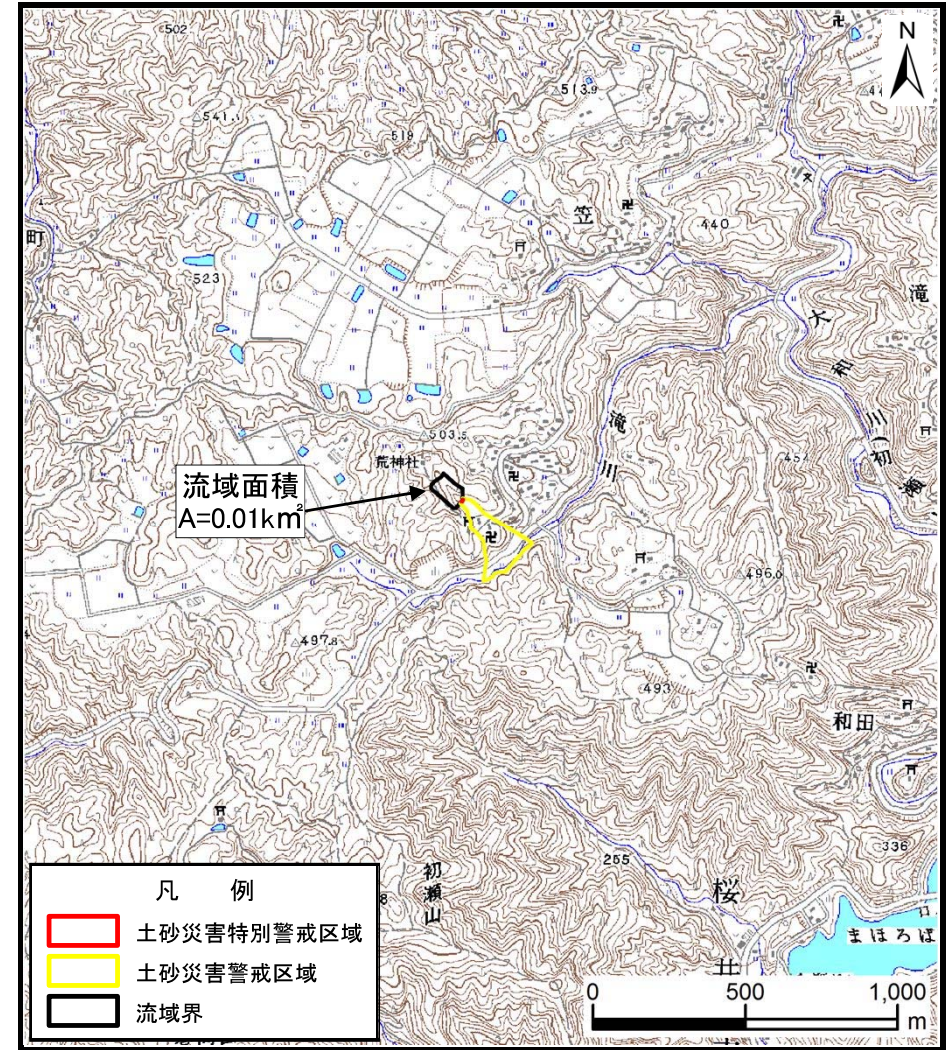 502
N
513.9
541.
519
笠
440
町
523
滝
大和川(初瀬
滝川
503.5
荒神社
454
流域面積
A=0.01km²
496.0
497.8
493
和田
255
336
初瀬山
桜井
まほろば
凡 例
土砂災害特別警戒区域
土砂災害警戒区域
流域界
0 500 1,000
m